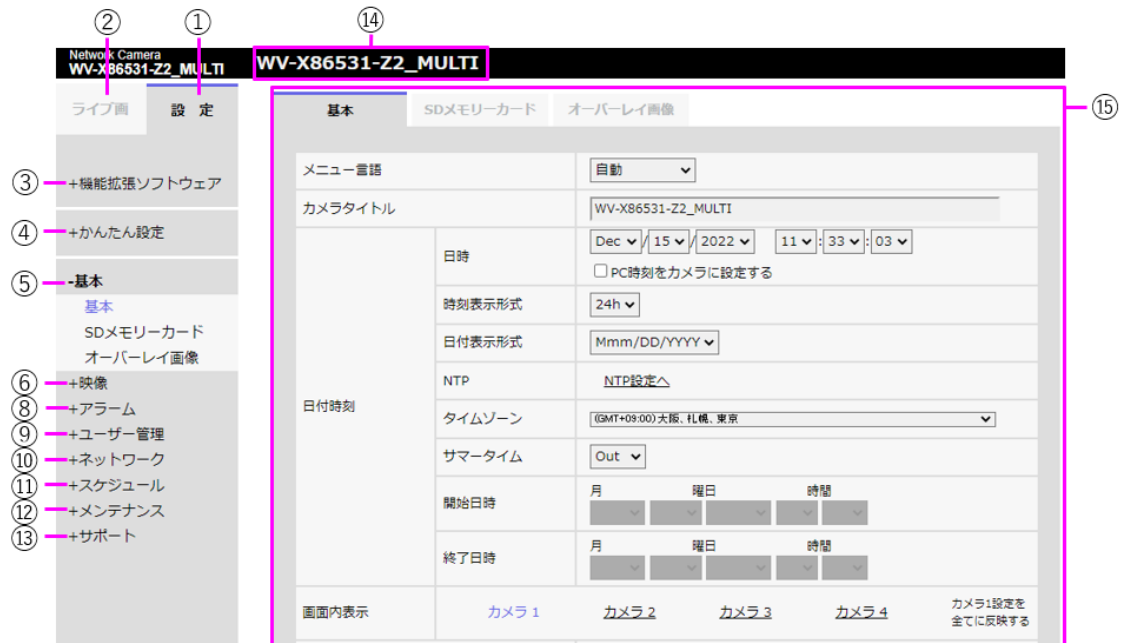 ② ① ⑭
Network Camera
WV-X86531-Z2_MULTI WV-X86531-Z2_MULTI
ライブ画 設 定 基本 SDメモリーカード オーバーレイ画像 ⑮
③ +機能拡張ソフトウェア
④ +かんたん設定
⑤ -基本
基本
SDメモリーカード
オーバーレイ画像
⑥ +映像
⑧ +アラーム
⑨ +ユーザー管理
⑩ +ネットワーク
⑪ +スケジュール
⑫ +メンテナンス
⑬ +サポート
メニュー言語 自動
カメラタイトル WV-X86531-Z2_MULTI
日付時刻
日時 Dec / 15 / 2022 11 : 33 : 03
PC時刻をカメラに設定する
時刻表示形式 24h
日付表示形式 Mmm/DD/YYYY
NTP NTP設定へ
タイムゾーン (GMT+09:00)大阪、札幌、東京
サマータイム Out
開始日時 月 曜日 時間
終了日時 月 曜日 時間
画面内表示 カメラ1 カメラ2 カメラ3 カメラ4 カメラ1設定を
全てに反映する